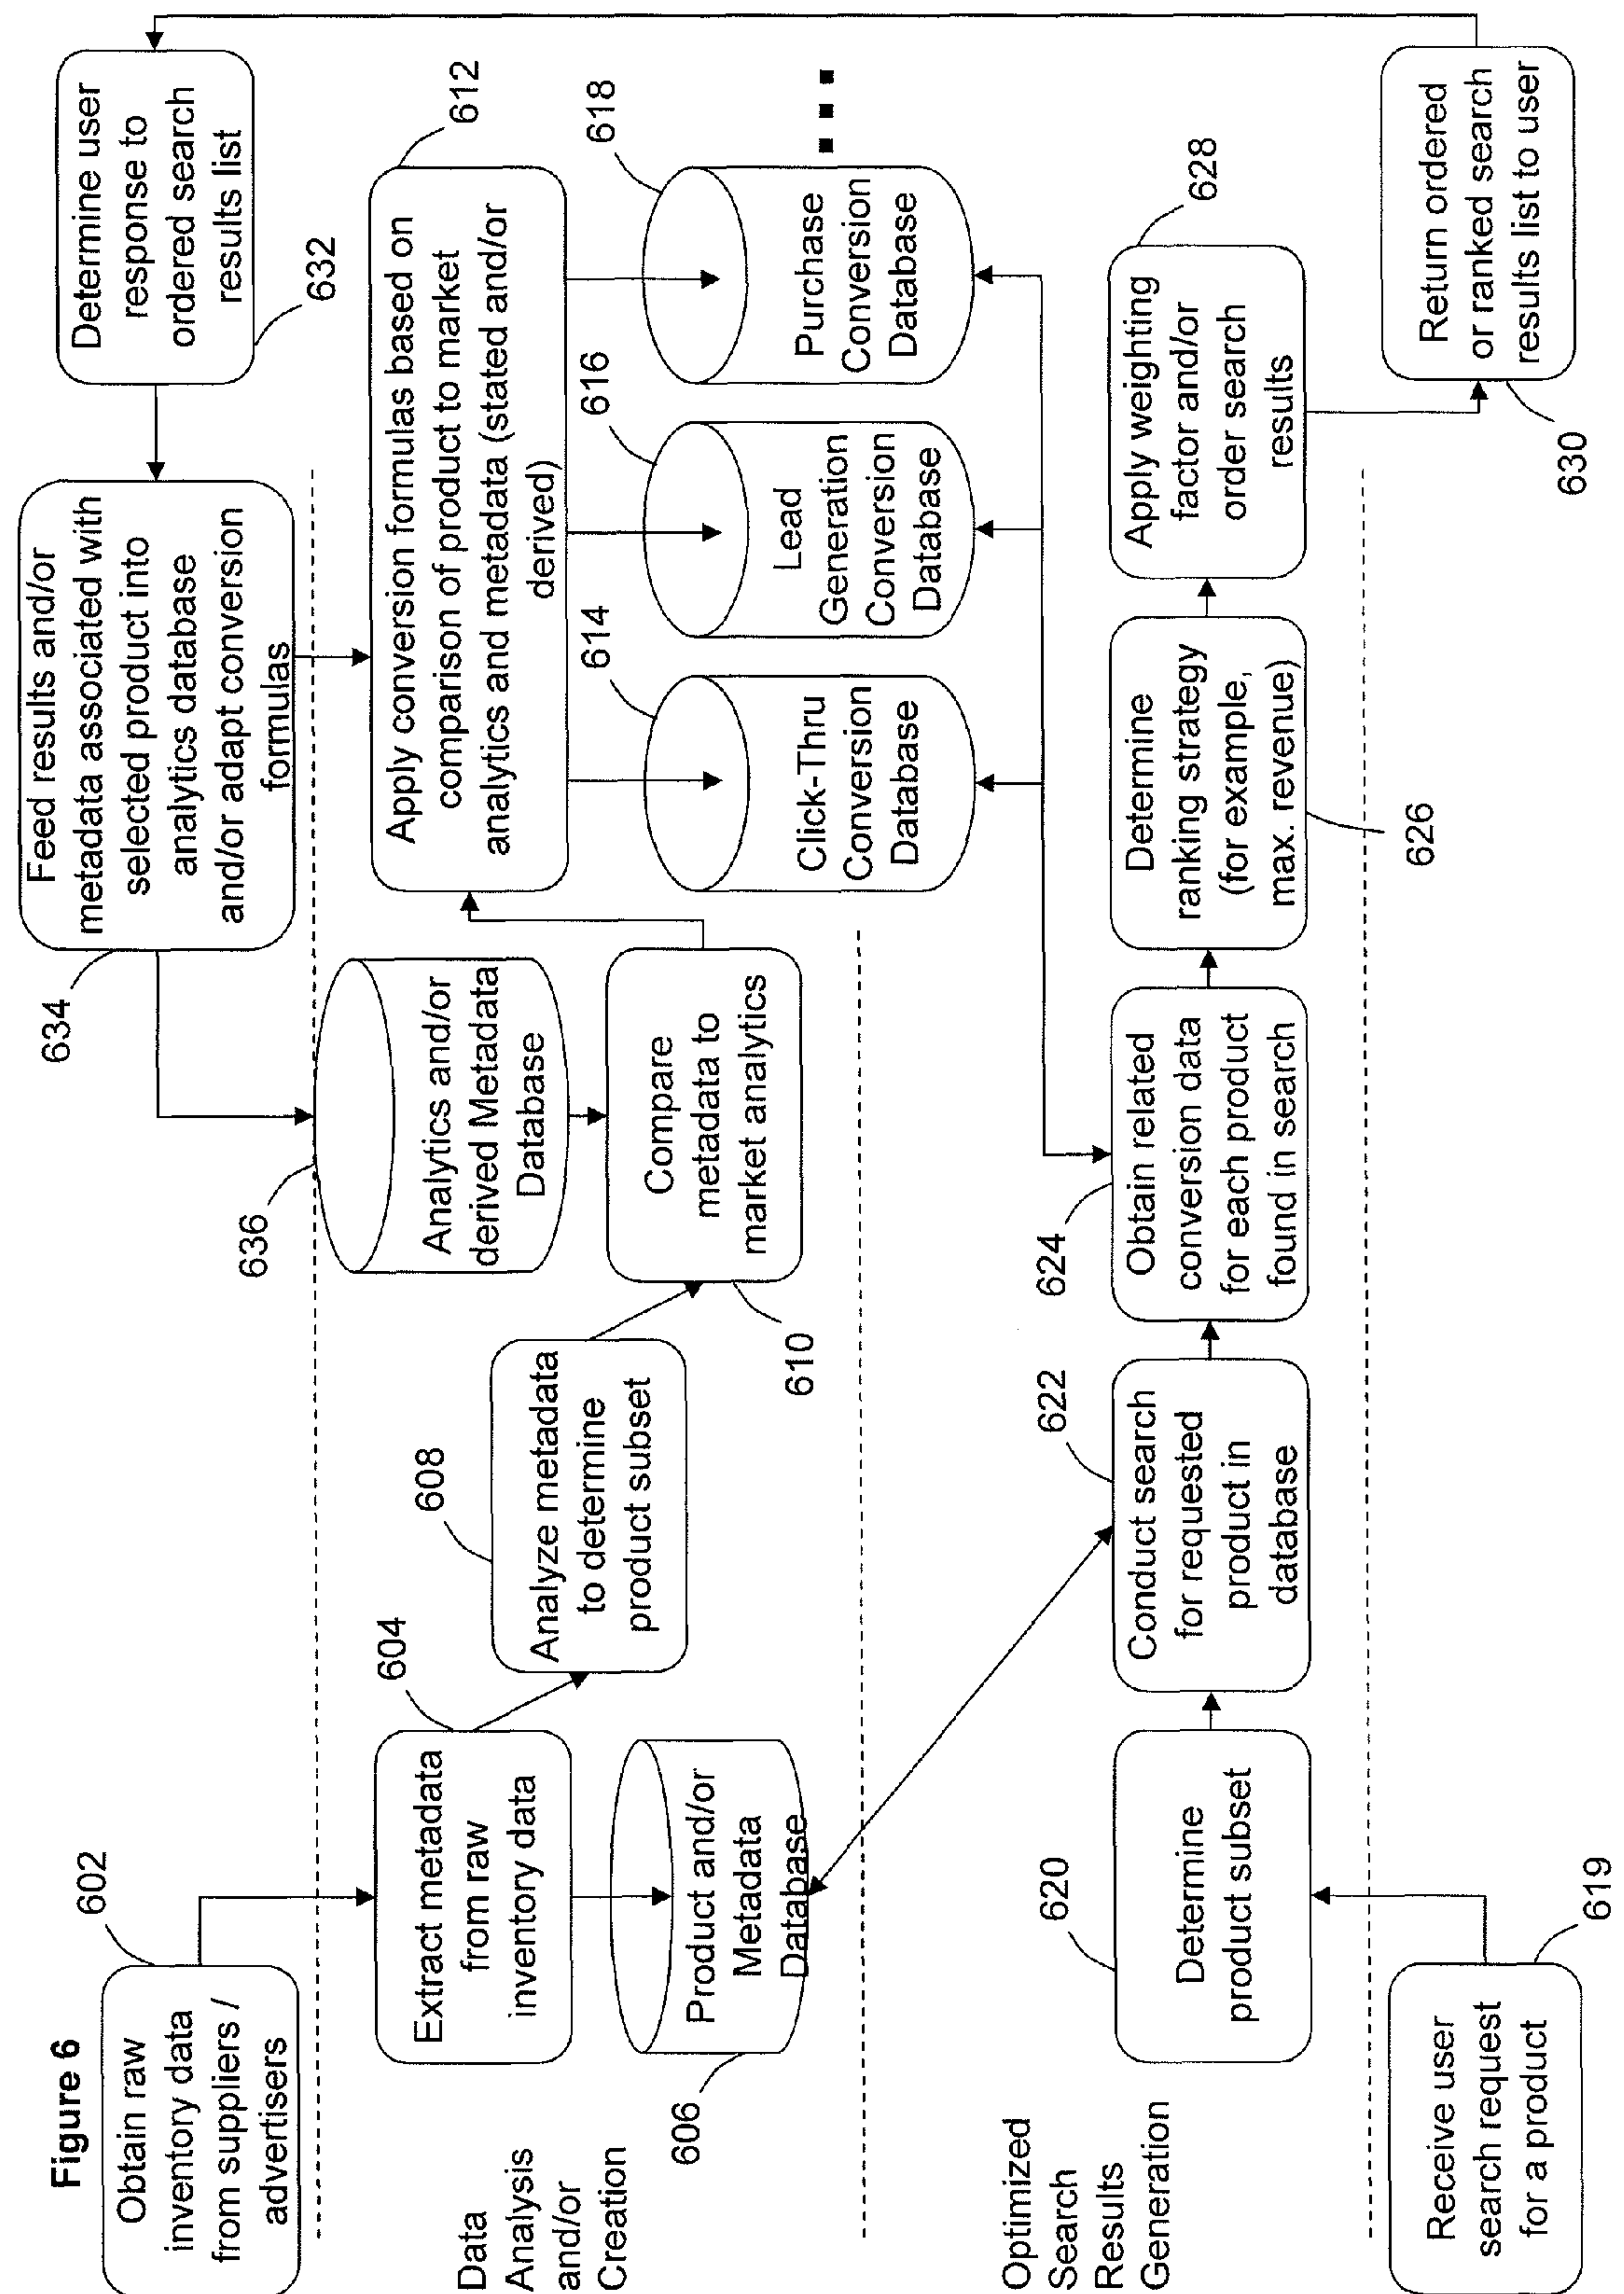 Figure 6
Obtain raw
inventory data
from suppliers /
advertisers
602
Feed results and/or
metadata associated with
selected product into
analytics database
and/or adapt conversion
formulas
634
Determine user
response to
ordered search
results list
632
Data
Analysis
and/or
Creation
Extract metadata
from raw
inventory data
604
Product and/or
Metadata
Database
606
Analyze metadata
to determine
product subset
608
Analytics and/or
derived Metadata
Database
636
Compare
metadata to
market analytics
610
Apply conversion formulas based on
comparison of product to market
analytics and metadata (stated and/or
derived)
612
Click-Thru
Conversion
Database
614
Lead
Generation
Conversion
Database
616
Purchase
Conversion
Database
618
Optimized
Search
Results
Generation
Determine
product subset
620
Conduct search
for requested
product in
database
622
Obtain related
conversion data
for each product
found in search
624
Determine
ranking strategy
(for example,
max. revenue)
626
Apply weighting
factor and/or
order search
results
628
Receive user
search request
for a product
619
Return ordered
or ranked search
results list to user
630